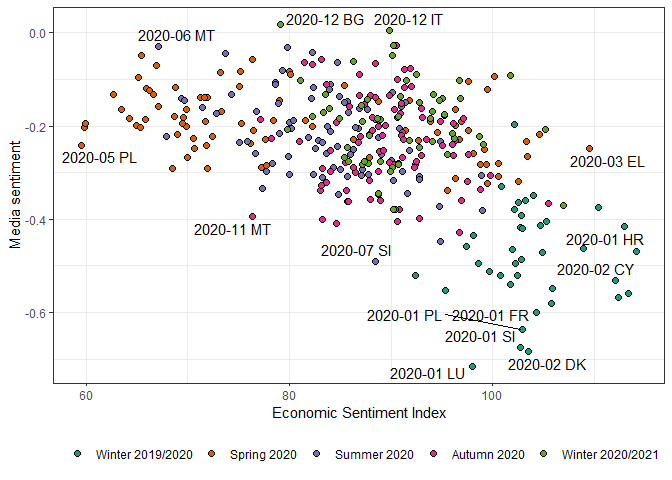 2020-12 BG 2020-12 IT
2020-06 MT
2020-05 PL
2020-03 EL
2020-11 MT
2020-01 HR
2020-07 SI
2020-02 CY
2020-01 PL 2020-01 FR
2020-01 SI
2020-02 DK
2020-01 LU
0.0
-0.2
-0.4
-0.6
Media sentiment
60 80 100
Economic Sentiment Index
Winter 2019/2020 Spring 2020 Summer 2020 Autumn 2020 Winter 2020/2021